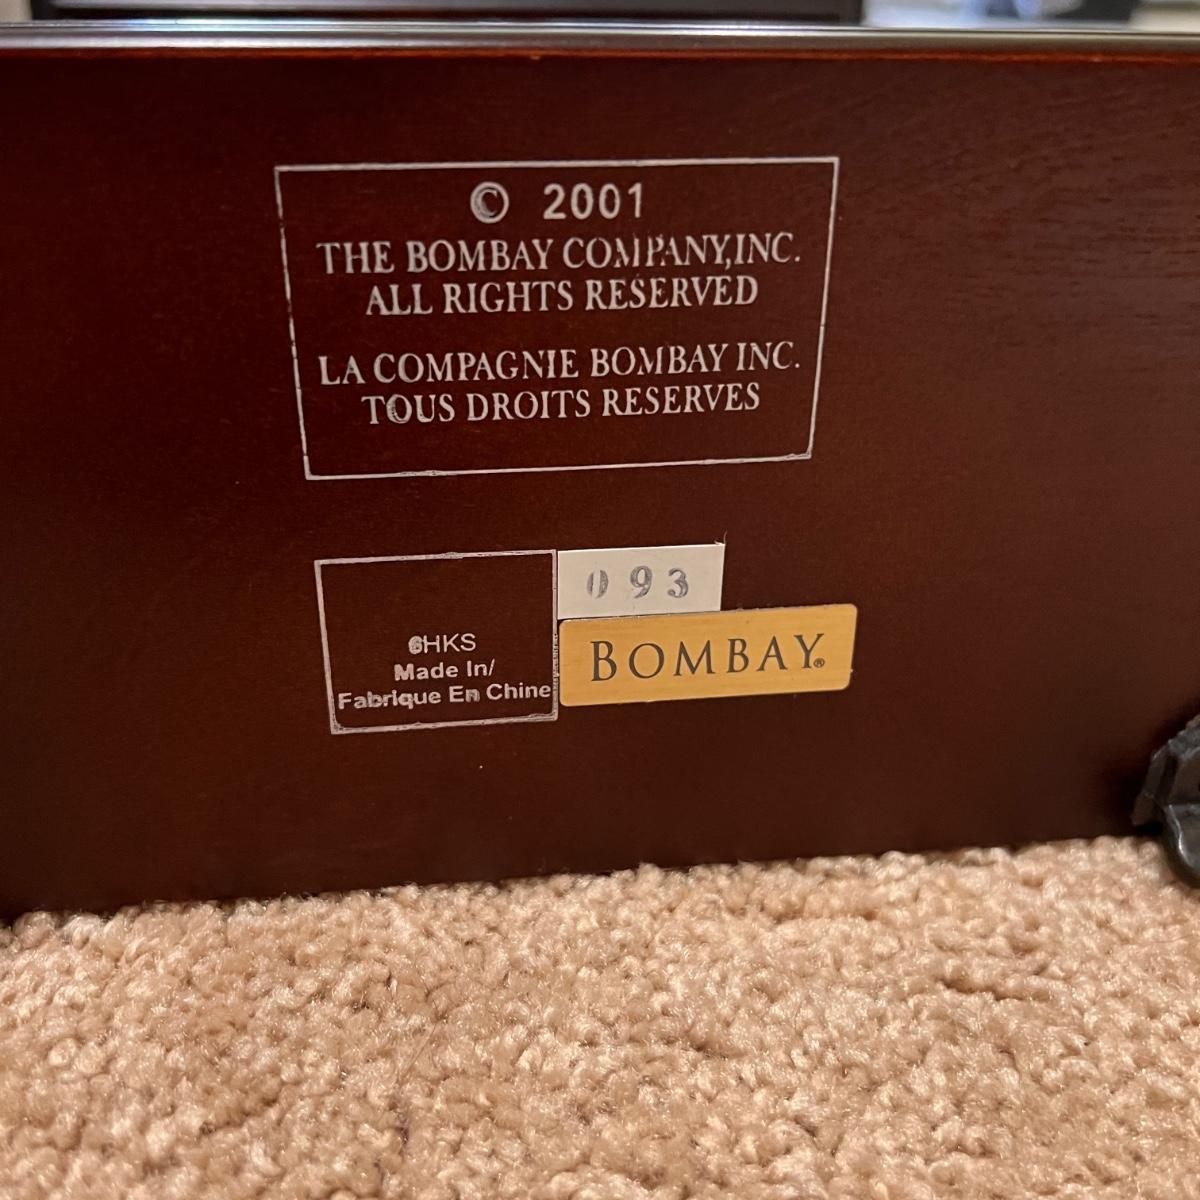 © 2001
THE BOMBAY COMPANY, INC.
ALL RIGHTS RESERVED
LA COMPAGNIE BOMBAY INC.
TOUS DROITS RESERVES
093
6HKS
Made In/
Fabrique En Chine
BOMBAY®